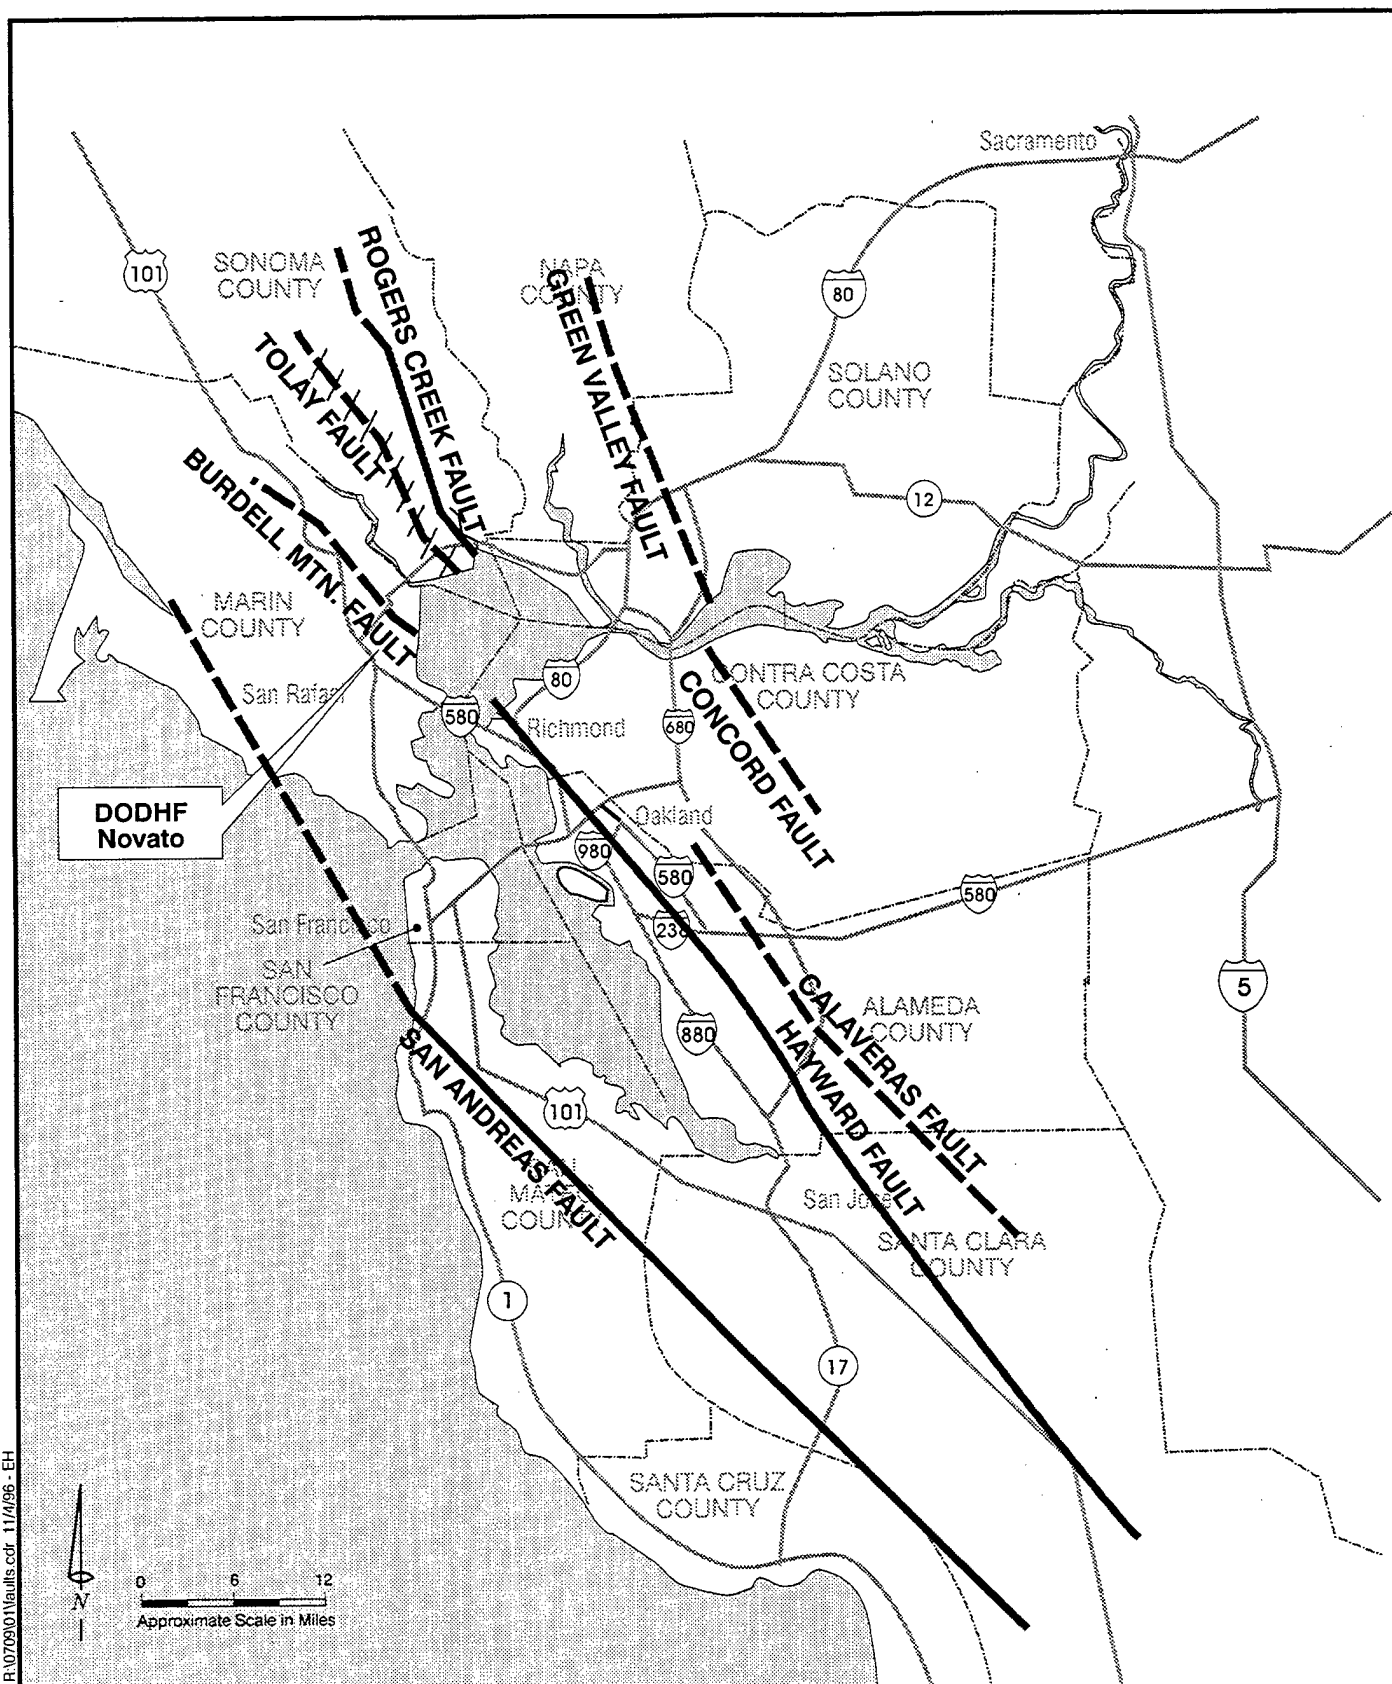 Sacramento
101
SONOMA
COUNTY
ROGERS CREEK FAULT
NAPA
COUNTY
GREEN VALLEY FAULT
80
TOLAY FAULT
SOLANO
COUNTY
BURDELL MTN. FAULT
12
MARIN
COUNTY
San Rafael
80
CONTRA COSTA
COUNTY
580
Richmond
680
CONCORD FAULT
DODHF
Novato
Oakland
980
580
580
San Francisco
238
SAN
FRANCISCO
COUNTY
5
CALAVERAS FAULT
ALAMEDA
COUNTY
880
HAYWARD FAULT
SAN ANDREAS FAULT
101
SAN
MATEO
COUNTY
San Jose
SANTA CLARA
COUNTY
1
17
SANTA CRUZ
COUNTY
N
0 6 12
Approximate Scale in Miles
R:\0709\01\faults.cdr 11/4/96 - EH